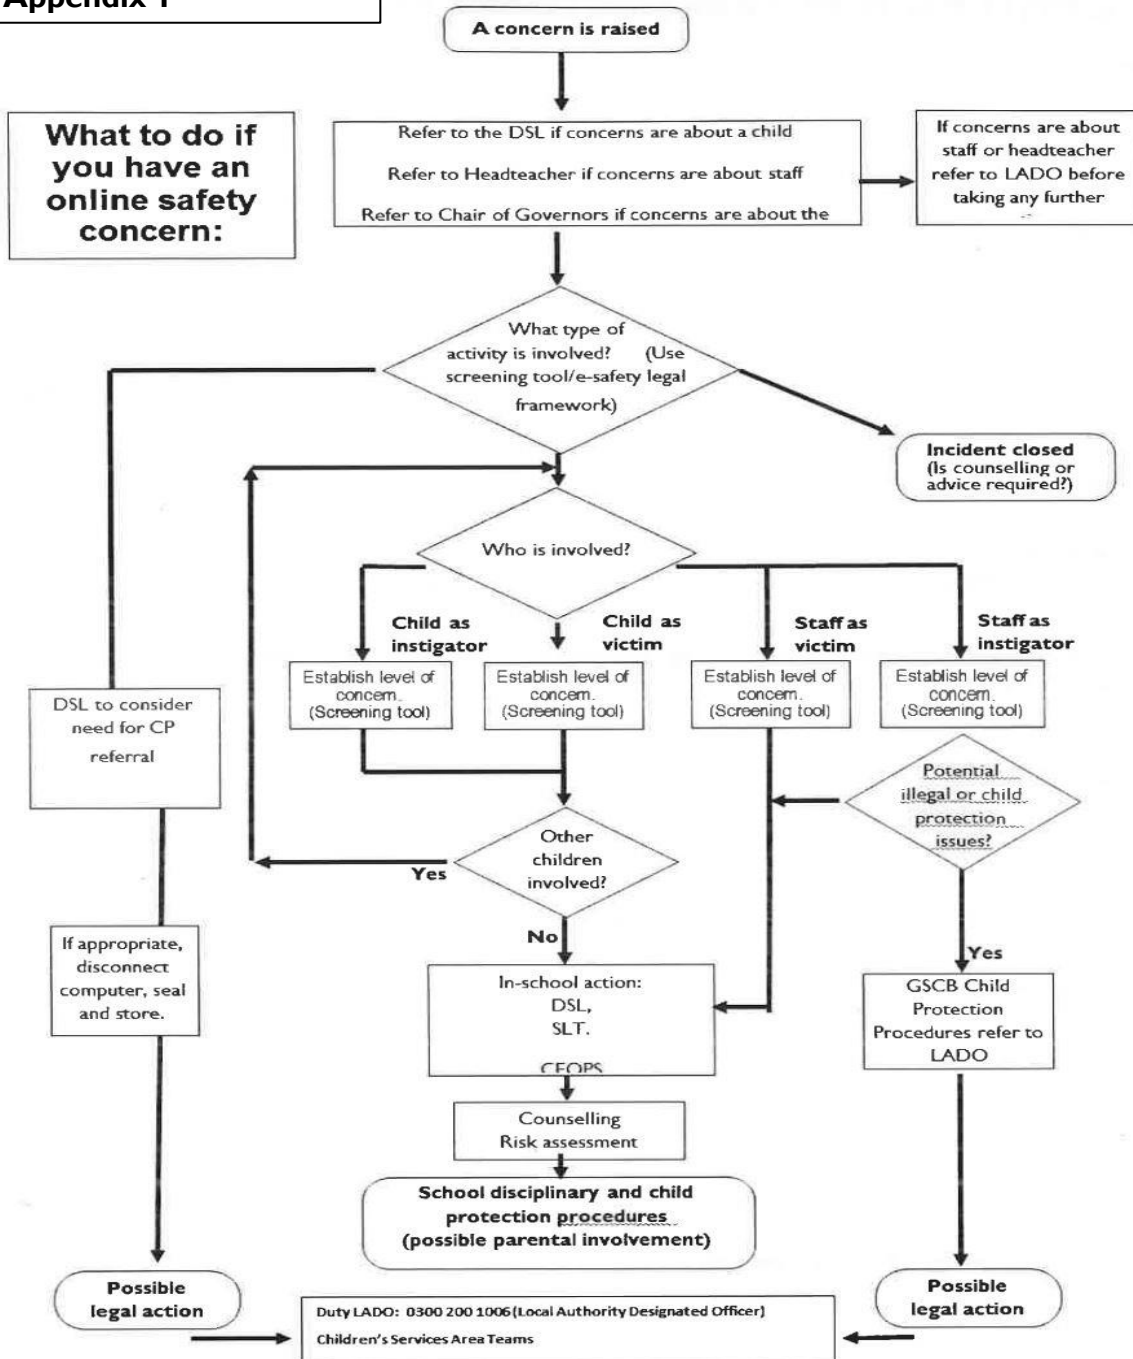 Appendix 1
A concern is raised
What to do if
you have an
online safety
concern:
Refer to the DSL if concerns are about a child
Refer to Headteacher if concerns are about staff
Refer to Chair of Governors if concerns are about the
If concerns are about
staff or headteacher
refer to LADO before
taking any further
What type of
activity is involved? (Use
screening tool/e-safety legal
framework)
Incident closed
(Is counselling or
advice required?)
Who is involved?
Child as
instigator
Child as
victim
Staff as
victim
Staff as
instigator
Establish level of
concern.
(Screening tool)
Establish level of
concern.
(Screening tool)
Establish level of
concern.
(Screening tool)
Establish level of
concern.
(Screening tool)
DSL to consider
need for CP
referral
Potential
illegal or child
protection
issues?
Other
children
involved?
Yes
No
Yes
If appropriate,
disconnect
computer, seal
and store.
In-school action:
DSL,
SLT.
CEOPS
GSCB Child
Protection
Procedures refer to
LADO
Counselling
Risk assessment
School disciplinary and child
protection procedures
(possible parental involvement)
Possible
legal action
Possible
legal action
Duty LADO: 0300 200 1006 (Local Authority Designated Officer)
Children's Services Area Teams